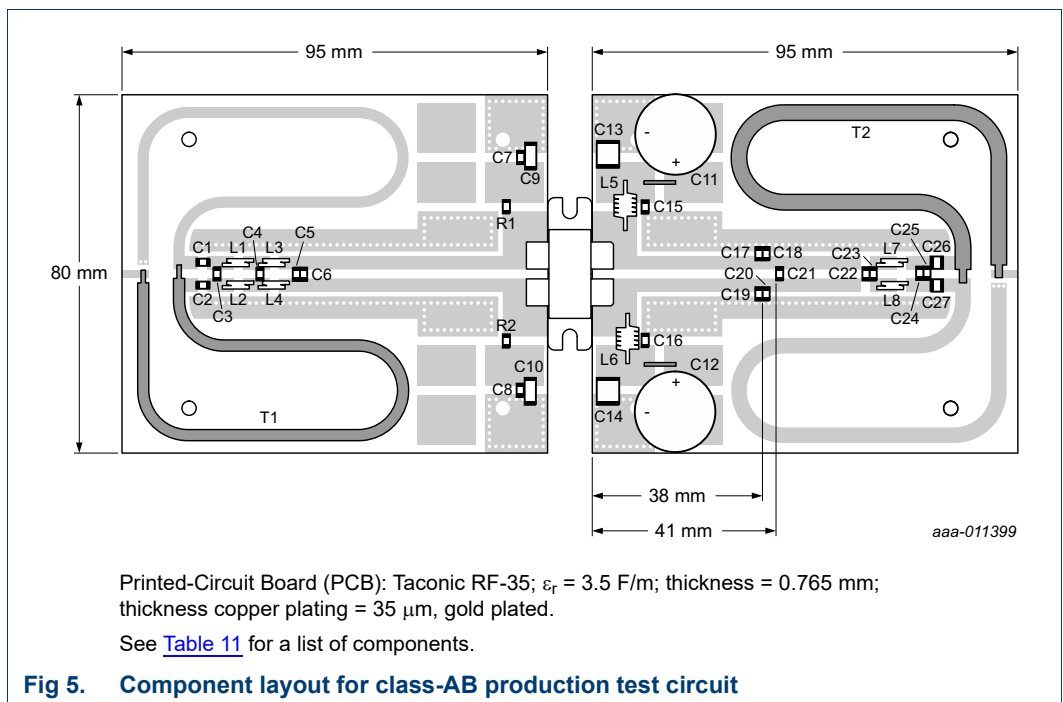 95 mm
95 mm
80 mm
C13
T2
C7
C9
-
+
C11
L5
C15
R1
C1
L1
C4
L3
C5
C6
C2
L2
L4
C3
C17
C18
C20
C21
C19
C23
L7
C25
C26
C22
L8
C24
C27
R2
L6
C16
C10
C8
C12
+
-
C14
T1
38 mm
41 mm
aaa-011399
Printed-Circuit Board (PCB): Taconic RF-35; εr = 3.5 F/m; thickness = 0.765 mm;
thickness copper plating = 35 μm, gold plated.
See Table 11 for a list of components.
Fig 5. Component layout for class-AB production test circuit